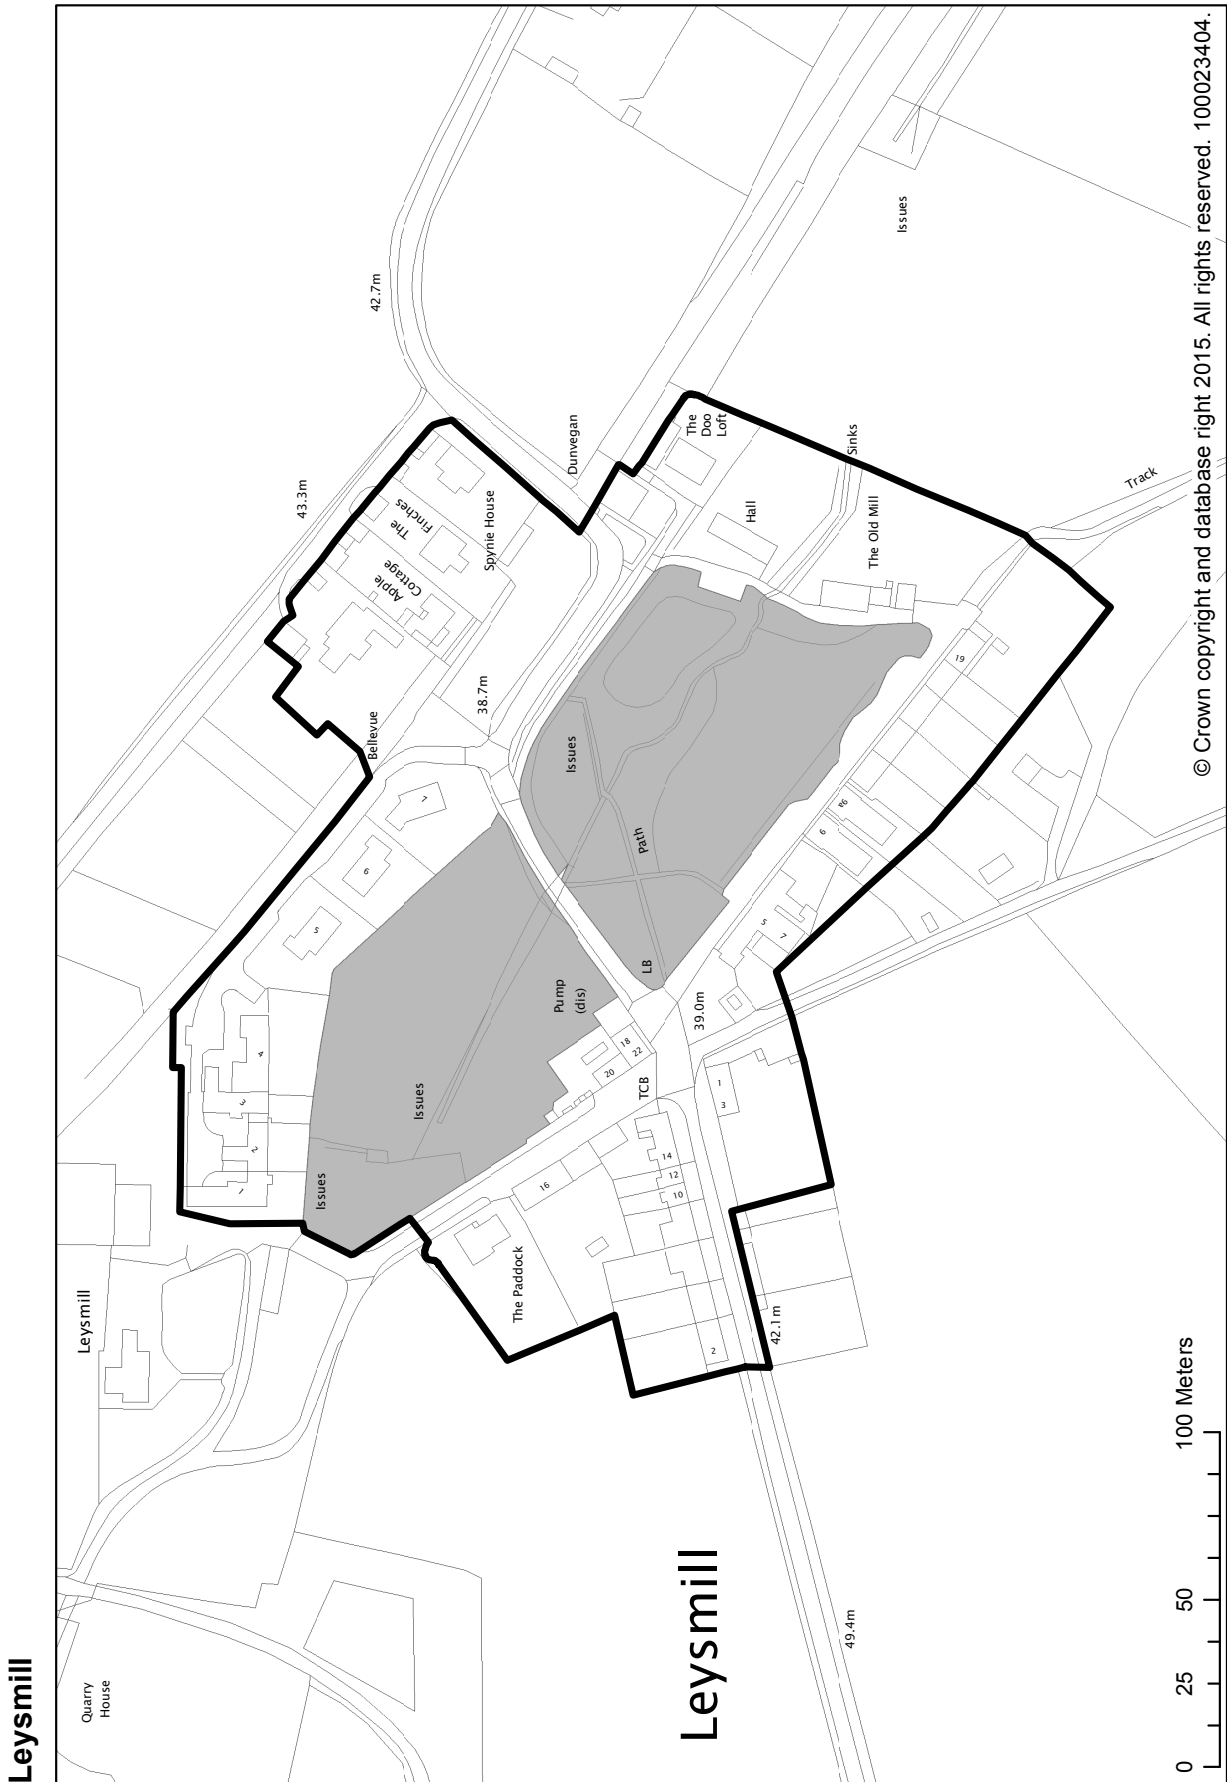 Leysmill
© Crown copyright and database right 2015. All rights reserved. 100023404.
Quarry
House
Leysmill
43.3m
42.7m
Bellevue
Apple
Cottage
The
Finches
Spynie House
Dunvegan
38.7m
7
6
5
4
3
2
1
Issues
Issues
Pump
(dis)
Issues
Path
LB
The
Doo
Loft
Hall
Sinks
The Old Mill
Issues
Track
19
6
5
7
39.0m
18
22
20
TCB
1
3
16
14
12
10
2
The Paddock
42.1m
49.4m
Leysmill
0
25
50
100 Meters